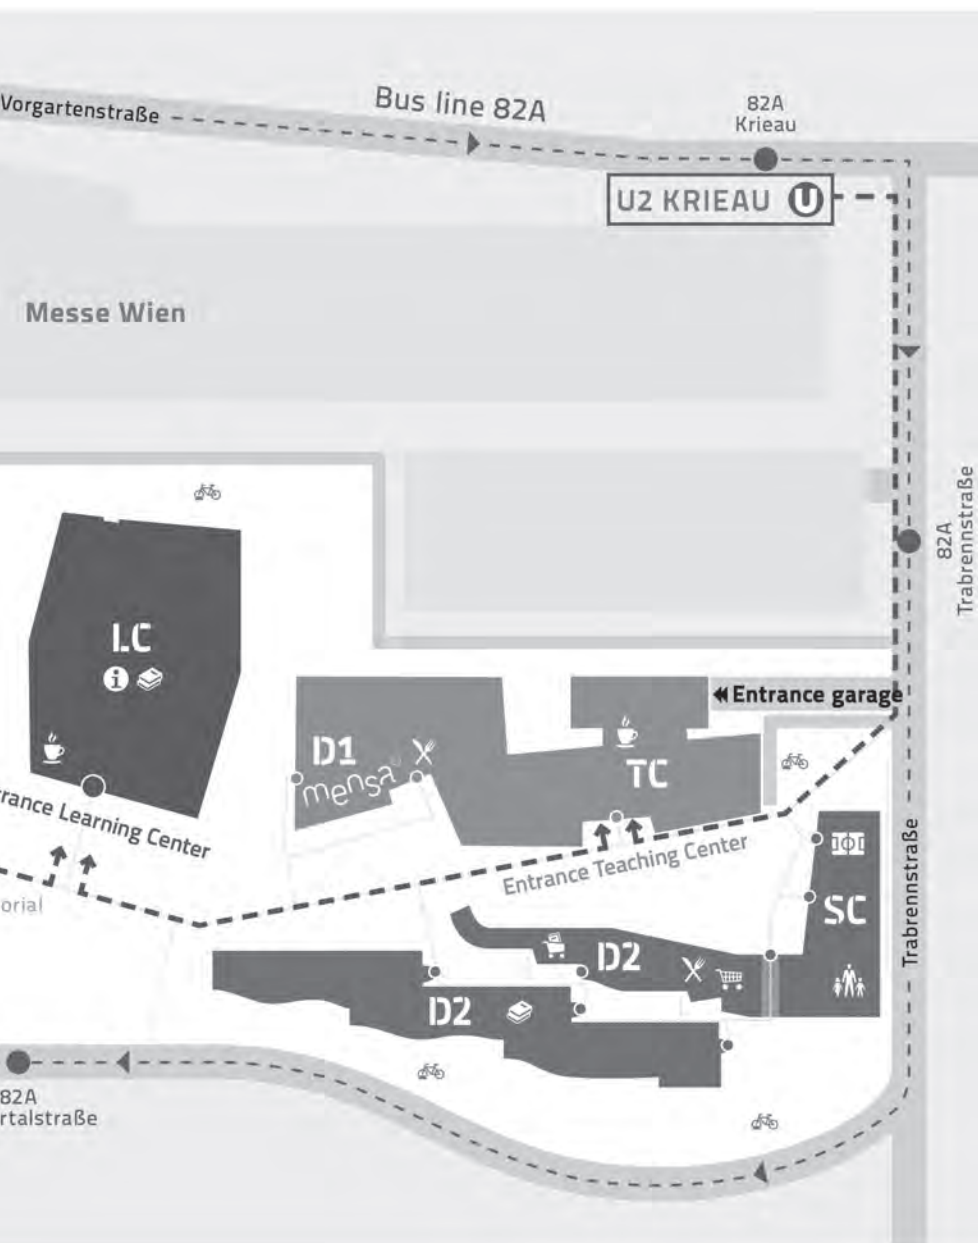 Vorgartenstraße
Bus line 82A
82A
Krieau
U2 KRIEAU U
Messe Wien
82A
Trabrennstraße
LC
i
Entrance garage
D1
mensa
TC
rance Learning Center
Entrance Teaching Center
orial
SC
Trabrennstraße
D2
D2
82A
rtalstraße